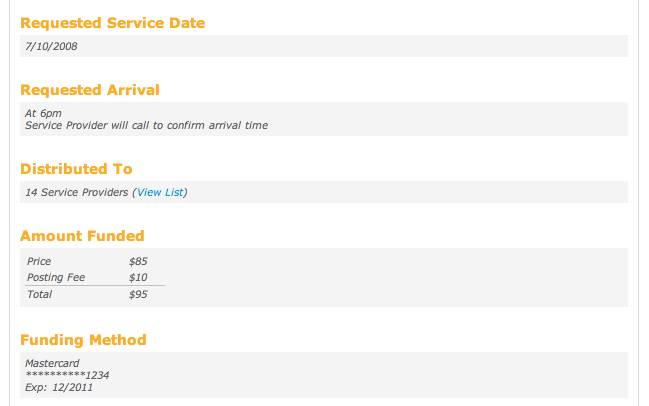 Requested Service Date
7/10/2008
Requested Arrival
At 6pm
Service Provider will call to confirm arrival time
Distributed To
14 Service Providers (View List)
Amount Funded
Price $85
Posting Fee $10
Total $95
Funding Method
Mastercard
**********1234
Exp: 12/2011